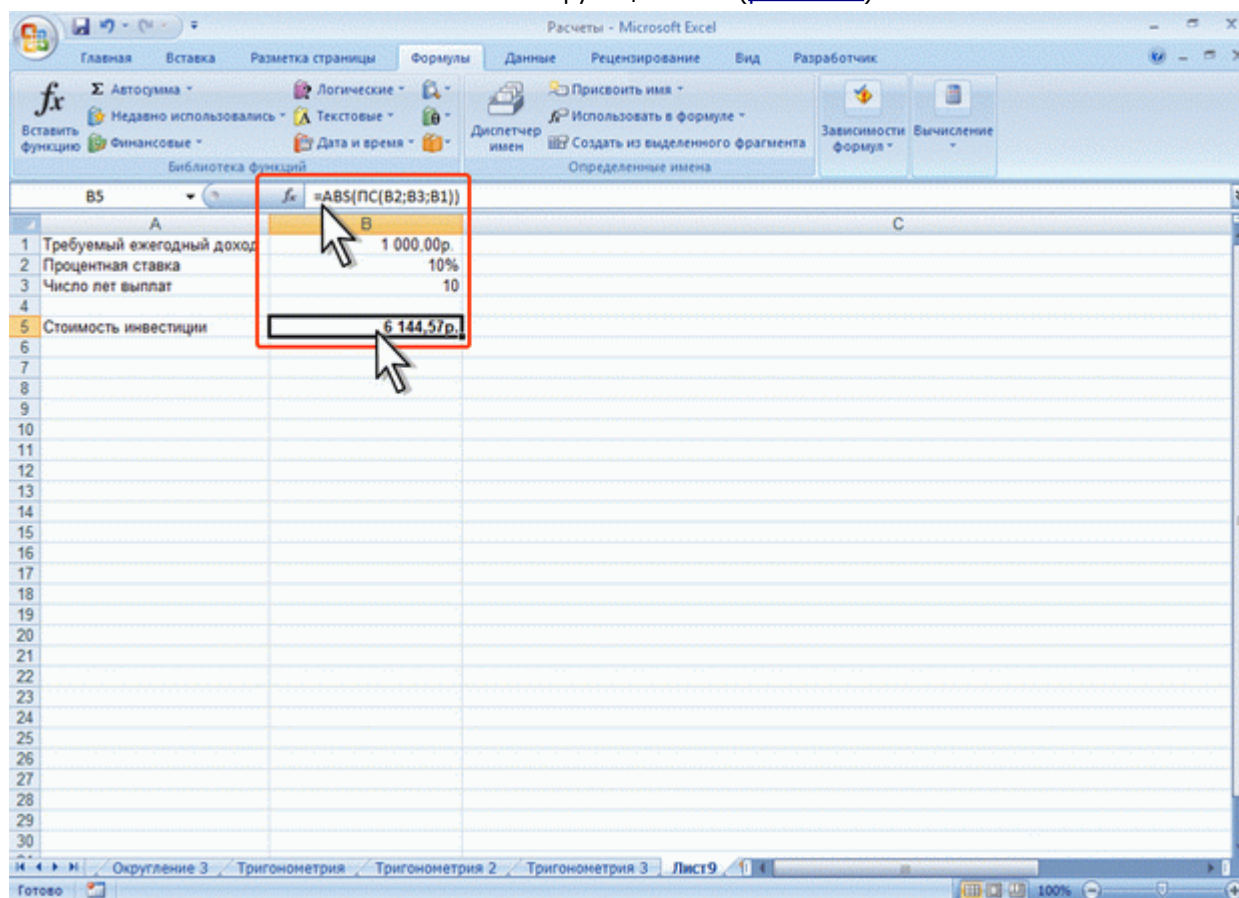 Расчеты - Microsoft Excel
Главная Вставка Разметка страницы Формулы Данные Рецензирование Вид Разработчик
fx Вставить функцию
Σ Автосумма
Недавно использовались
Финансовые
Логические
Текстовые
Дата и время
Библиотека функций
Диспетчер имен
Присвоить имя
Использовать в формуле
Создать из выделенного фрагмента
Определенные имена
Зависимости формул
Вычисление
B5 fx =ABS(ПС(B2;B3;B1))
A B C
1 Требуемый ежегодный доход 1 000,00р.
2 Процентная ставка 10%
3 Число лет выплат 10
4
5 Стоимость инвестиции 6 144,57р.
6
7
8
9
10
11
12
13
14
15
16
17
18
19
20
21
22
23
24
25
26
27
28
29
30
Округление 3 Тригонометрия Тригонометрия 2 Тригонометрия 3 Лист9
Готово 100%